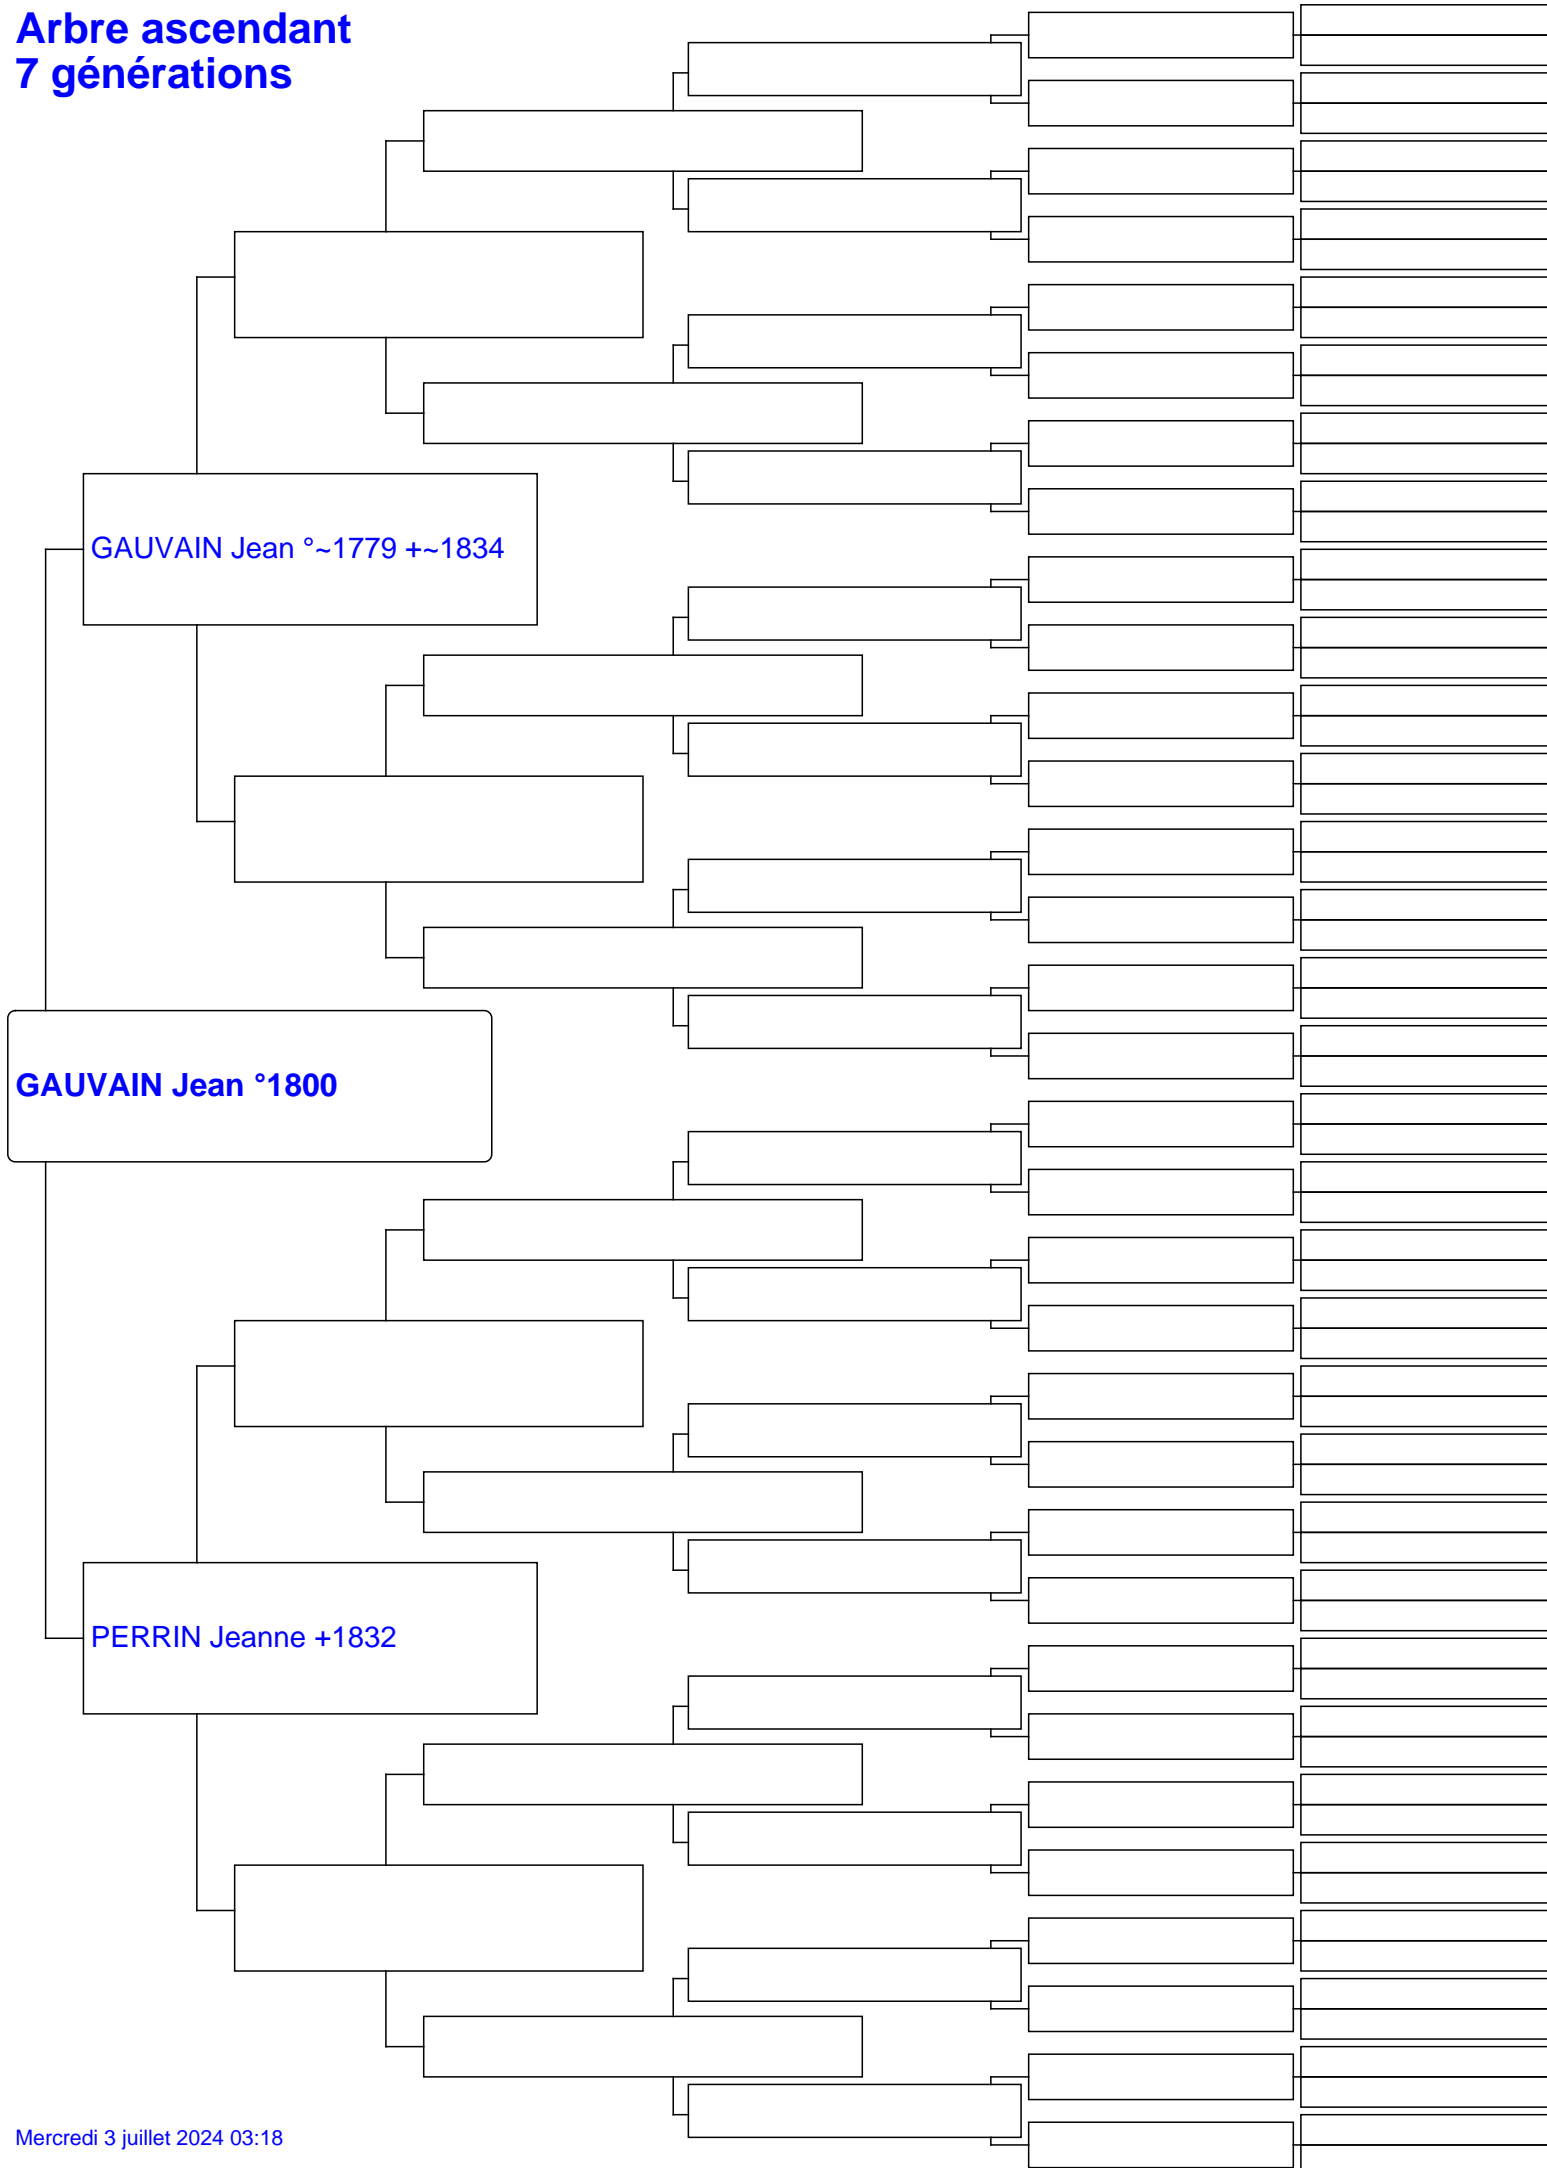 Arbre ascendant
7 générations
GAUVAIN Jean °~1779 +~1834
GAUVAIN Jean °1800
PERRIN Jeanne +1832
Mercredi 3 juillet 2024 03:18